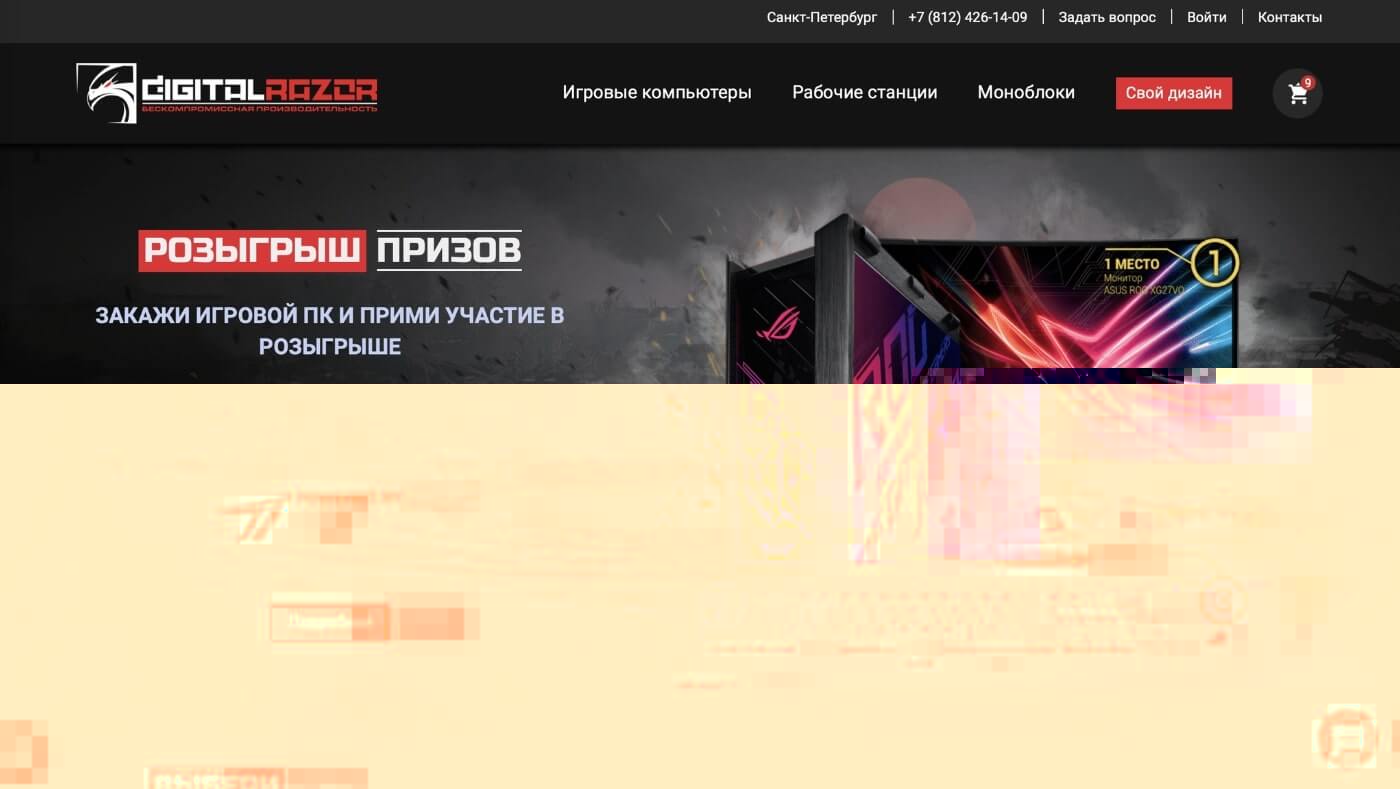 Санкт-Петербург | +7 (812) 426-14-09 | Задать вопрос | Войти | Контакты
DIGITALRAZOR
БЕСКОМПРОМИССНАЯ ПРОИЗВОДИТЕЛЬНОСТЬ
Игровые компьютеры Рабочие станции Моноблоки Свой дизайн 9
РОЗЫГРЫШ ПРИЗОВ
1 МЕСТО 1
Монитор
ASUS ROG XG27VQ
ЗАКАЖИ ИГРОВОЙ ПК И ПРИМИ УЧАСТИЕ В
РОЗЫГРЫШЕ